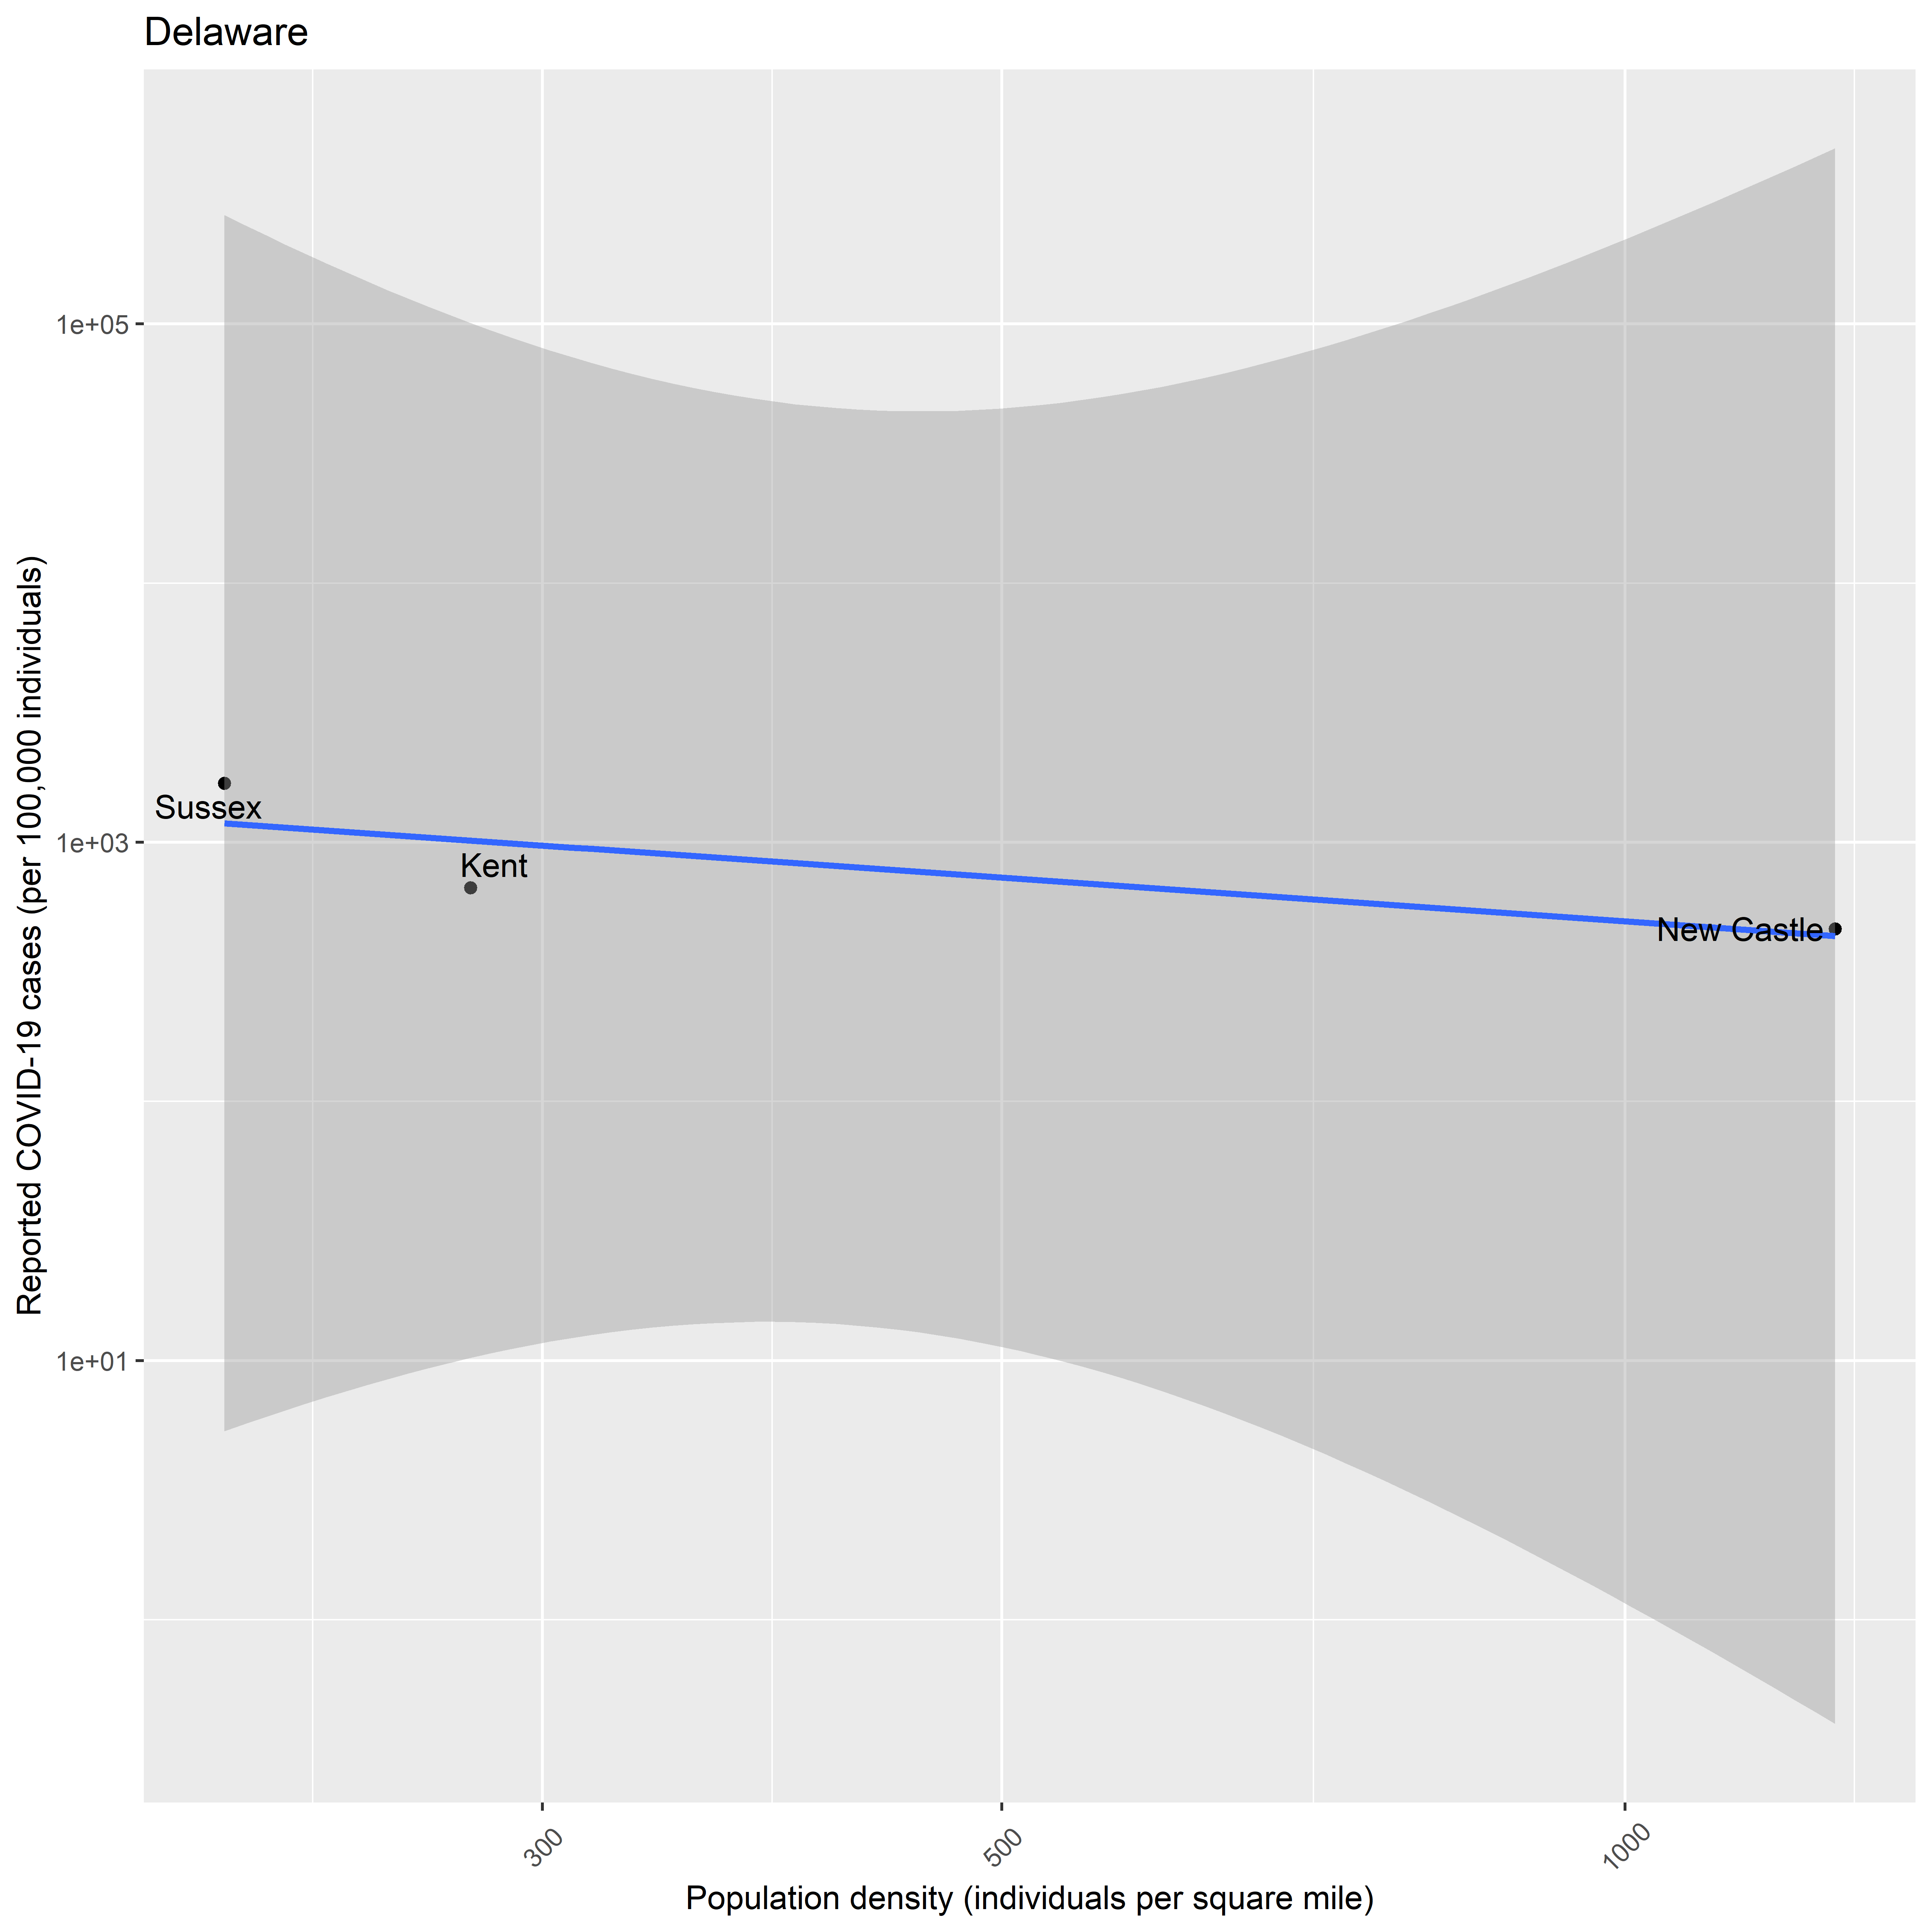 Delaware
Reported COVID-19 cases (per 100,000 individuals)
1e+05
1e+03
1e+01
Sussex
Kent
New Castle
300
500
1000
Population density (individuals per square mile)